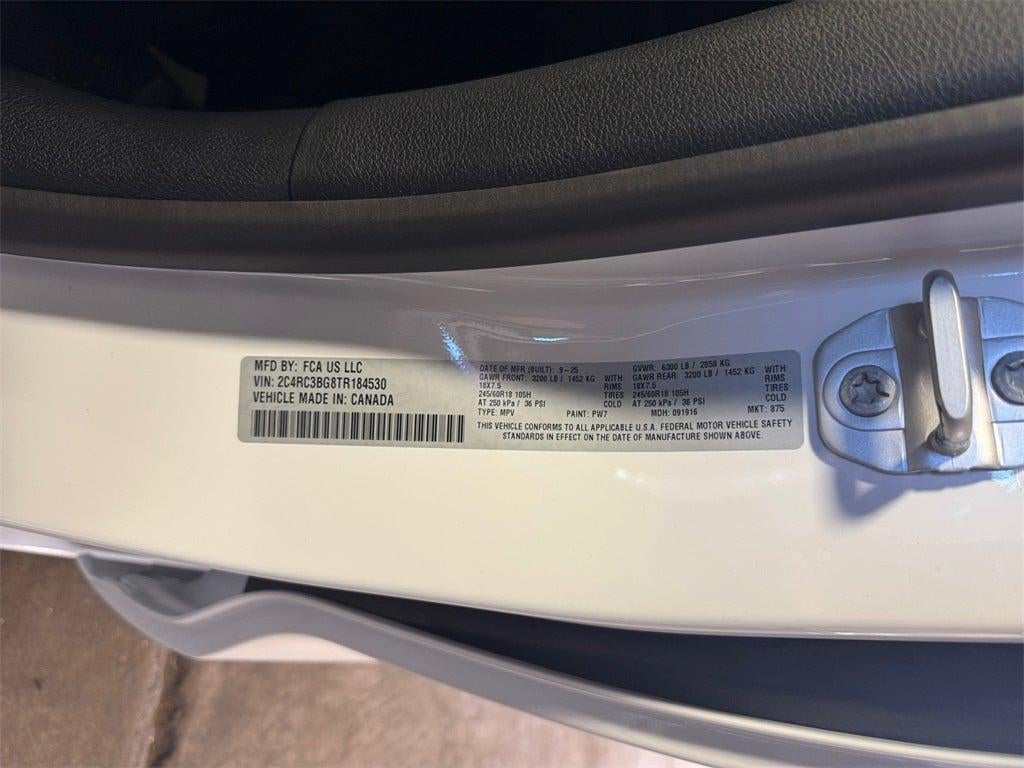 MFD BY: FCA US LLC
VIN: 2C4RC3BG8TR184530
VEHICLE MADE IN: CANADA
DATE OF MFR (BUILT): 9-25
GVWR: 6300 LB / 2858 KG
GAWR FRONT: 3200 LB / 1452 KG WITH
18X7.5 RIMS
245/60R18 105H TIRES
AT 250 kPa / 36 PSI COLD
GAWR REAR: 3200 LB / 1452 KG WITH
18X7.5 RIMS
245/60R18 105H TIRES
AT 250 kPa / 36 PSI COLD
TYPE: MPV PAINT: PW7 MDH: 091916 MKT: 875
THIS VEHICLE CONFORMS TO ALL APPLICABLE U.S.A. FEDERAL MOTOR VEHICLE SAFETY
STANDARDS IN EFFECT ON THE DATE OF MANUFACTURE SHOWN ABOVE.